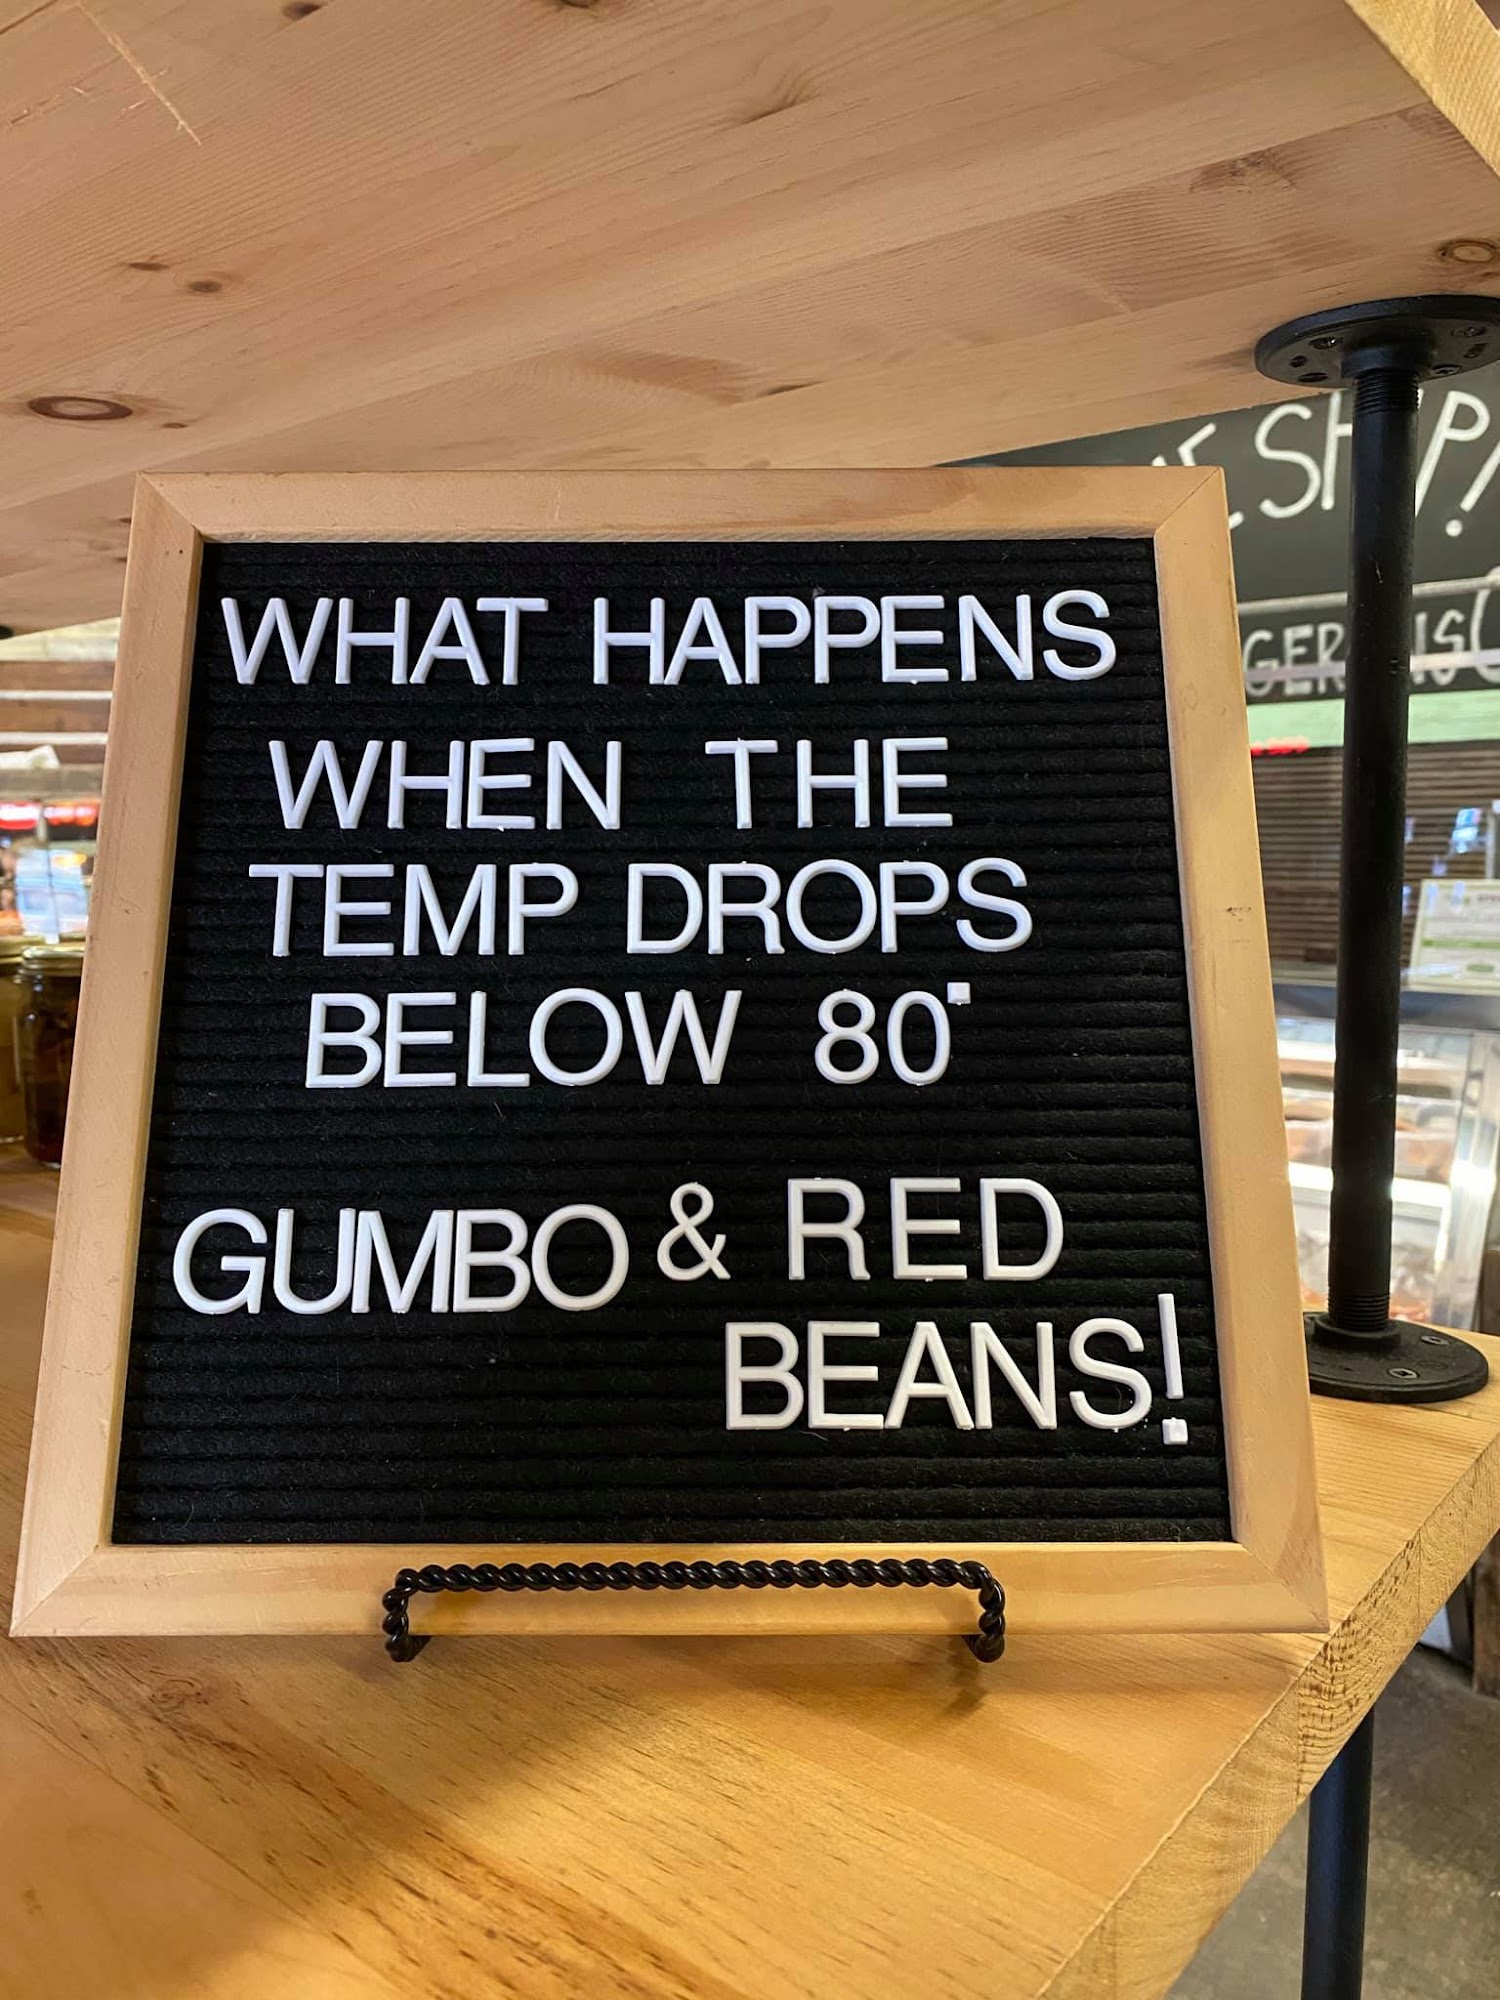 WHAT HAPPENS
WHEN THE
TEMP DROPS
BELOW 80°
GUMBO & RED
BEANS!